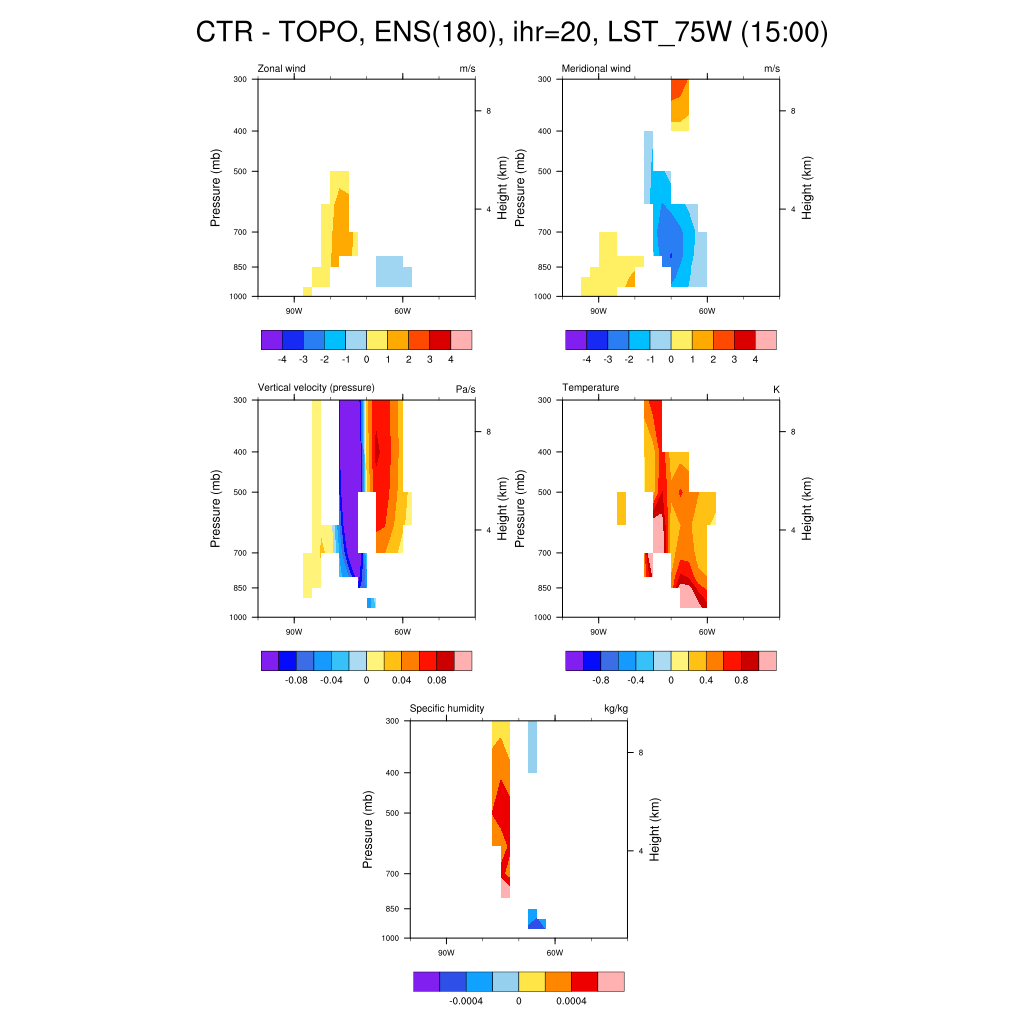 CTR - TOPO, ENS(180), ihr=20, LST_75W (15:00)
Zonal wind m/s
300
400
500
700
850
1000
Pressure (mb)
8
4
Height (km)
90W 60W
-4 -3 -2 -1 0 1 2 3 4
Meridional wind m/s
300
400
500
700
850
1000
Pressure (mb)
8
4
Height (km)
90W 60W
-4 -3 -2 -1 0 1 2 3 4
Vertical velocity (pressure) Pa/s
300
400
500
700
850
1000
Pressure (mb)
8
4
Height (km)
90W 60W
-0.08 -0.04 0 0.04 0.08
Temperature K
300
400
500
700
850
1000
Pressure (mb)
8
4
Height (km)
90W 60W
-0.8 -0.4 0 0.4 0.8
Specific humidity kg/kg
300
400
500
700
850
1000
Pressure (mb)
8
4
Height (km)
90W 60W
-0.0004 0 0.0004